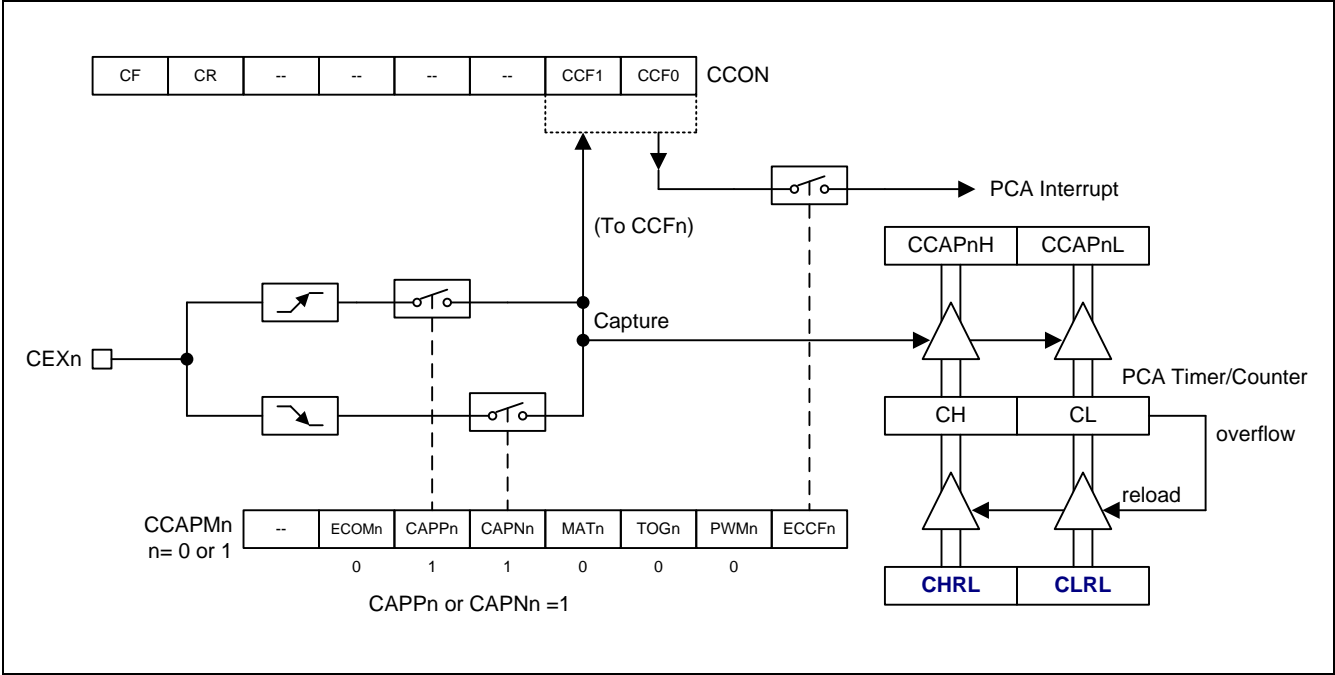 CF CR -- -- -- -- CCF1 CCF0 CCON
PCA Interrupt
(To CCFn)
CCAPnH CCAPnL
Capture
CEXn
PCA Timer/Counter
CH CL
overflow
reload
CCAPMn -- ECOMn CAPPn CAPNn MATn TOGn PWMn ECCFn
n= 0 or 1
0 1 1 0 0 0
CHRL CLRL
CAPPn or CAPNn =1